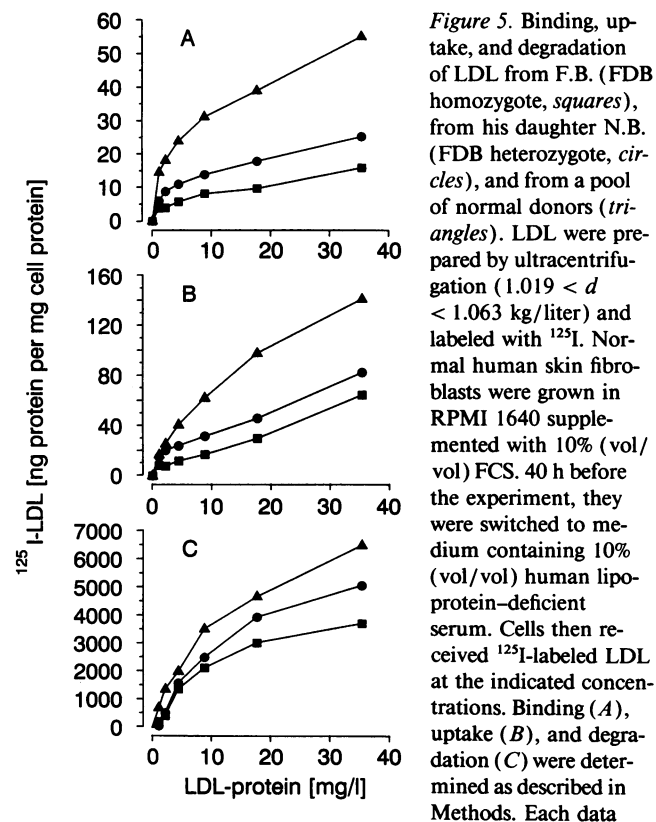 60
50
40
30
20
10
0
A
0
10
20
30
40
160
120
80
40
0
B
0
10
20
30
40
7000
6000
5000
4000
3000
2000
1000
0
C
0
10
20
30
40
LDL-protein [mg/l]
¹²⁵I-LDL [ng protein per mg cell protein]
Figure 5. Binding, up-
take, and degradation
of LDL from F.B. (FDB
homozygote, squares),
from his daughter N.B.
(FDB heterozygote, cir-
cles), and from a pool
of normal donors (tri-
angles). LDL were pre-
pared by ultracentrifu-
gation (1.019 < d
< 1.063 kg/liter) and
labeled with ¹²⁵I. Nor-
mal human skin fibro-
blasts were grown in
RPMI 1640 supple-
mented with 10% (vol/
vol) FCS. 40 h before
the experiment, they
were switched to me-
dium containing 10%
(vol/vol) human lipo-
protein–deficient
serum. Cells then re-
ceived ¹²⁵I-labeled LDL
at the indicated concen-
trations. Binding (A),
uptake (B), and degra-
dation (C) were deter-
mined as described in
Methods. Each data